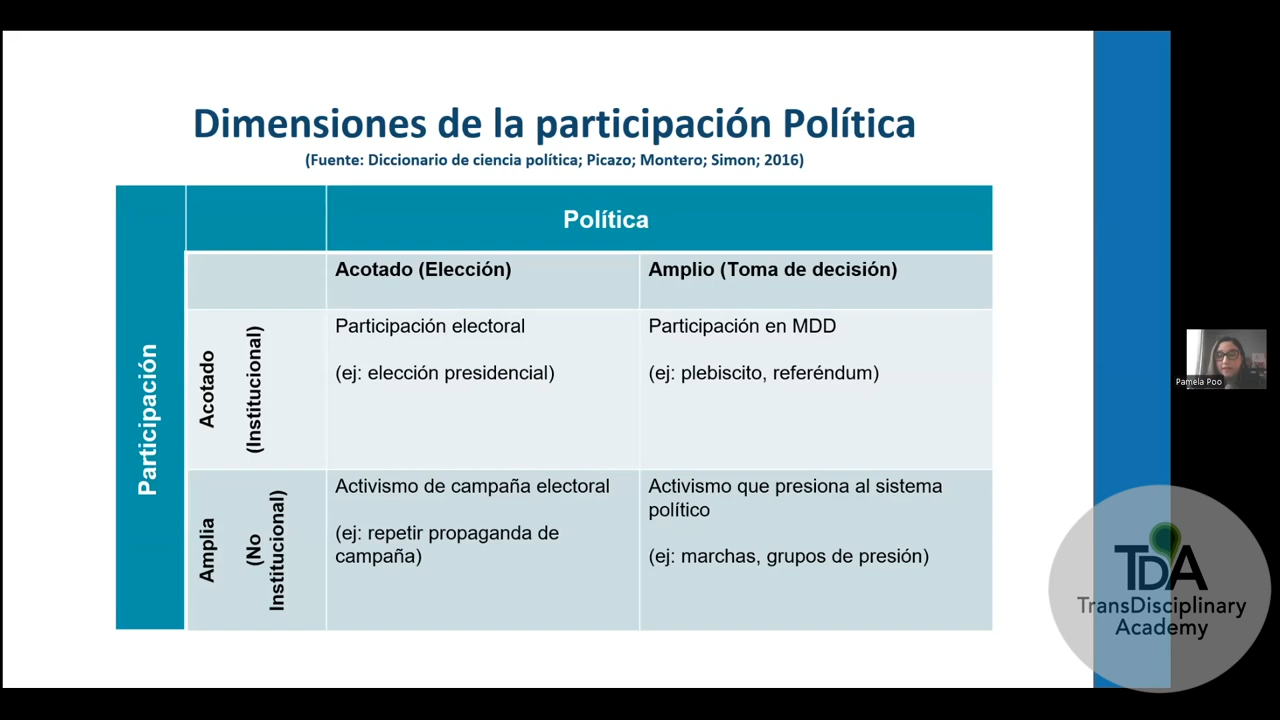 Dimensiones de la participación Política
(Fuente: Diccionario de ciencia política; Picazo; Montero; Simon; 2016)
Política
Participación
Acotado (Elección)
Amplio (Toma de decisión)
Acotado
(Institucional)
Participación electoral
(ej: elección presidencial)
Participación en MDD
(ej: plebiscito, referéndum)
Amplia
(No
Institucional)
Activismo de campaña electoral
(ej: repetir propaganda de
campaña)
Activismo que presiona al sistema
político
(ej: marchas, grupos de presión)
Pamela Poo
TDA
TransDisciplinary
Academy